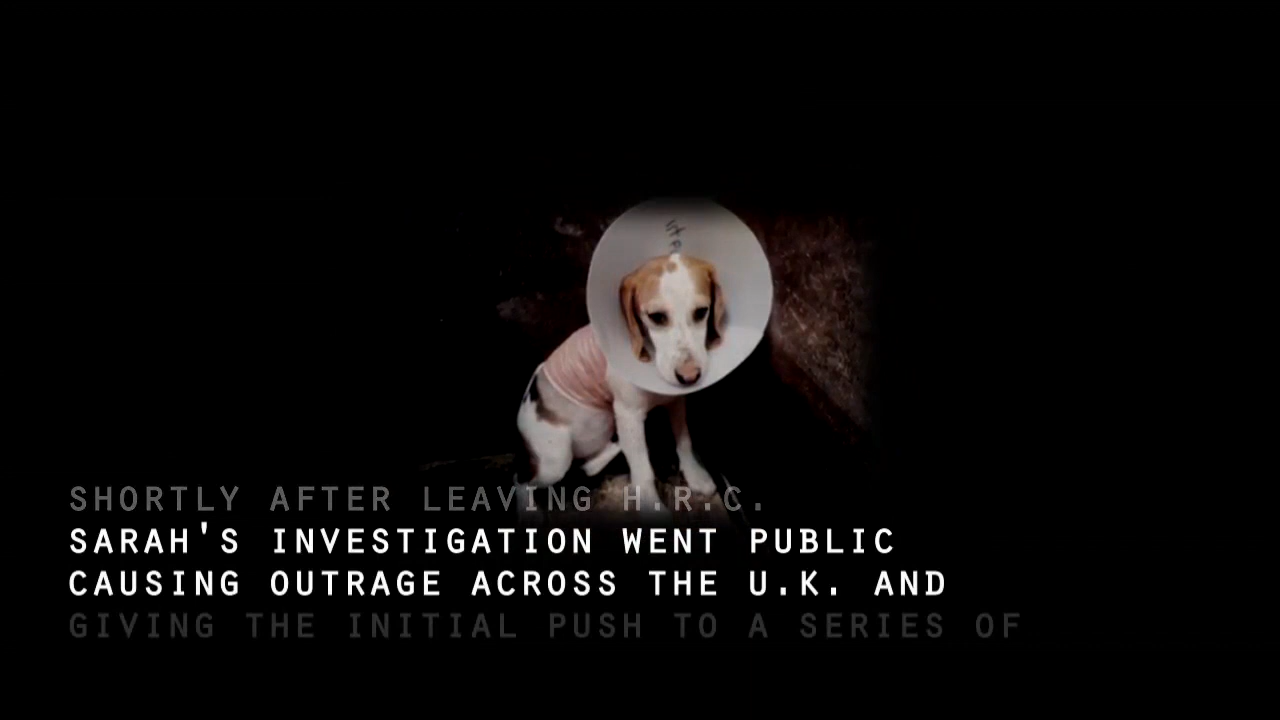 SHORTLY AFTER LEAVING H.R.C.
SARAH'S INVESTIGATION WENT PUBLIC
CAUSING OUTRAGE ACROSS THE U.K. AND
GIVING THE INITIAL PUSH TO A SERIES OF